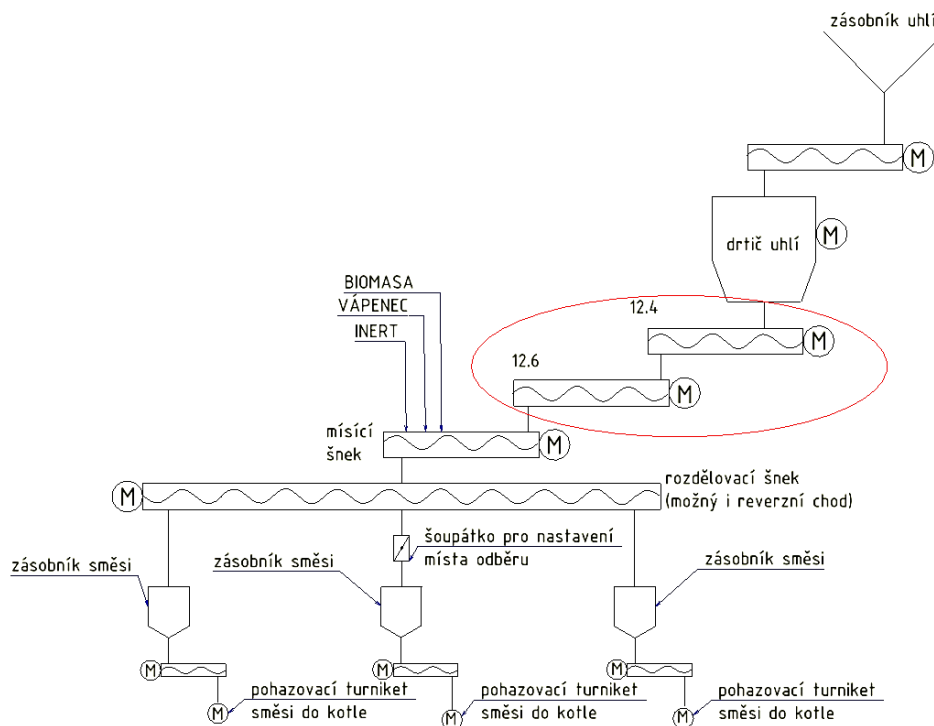 zásobník uhlí
M
drtič uhlí
M
BIOMASA
VÁPENEC
INERT
12.4
M
12.6
M
mísící
šnek
M
M
rozdělovací šnek
(možný i reverzní chod)
šoupátko pro nastavení
místa odběru
zásobník směsi
zásobník směsi
zásobník směsi
M
M
M
M
pohazovací turniket
směsi do kotle
M
pohazovací turniket
směsi do kotle
M
pohazovací turniket
směsi do kotle